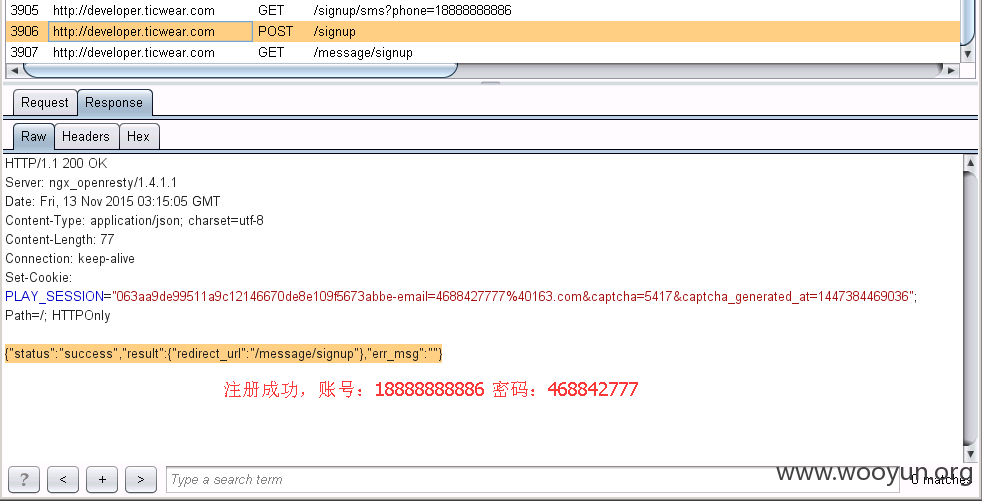 3905 http://developer.ticwear.com GET /signup/sms?phone=18888888886
3906 http://developer.ticwear.com POST /signup
3907 http://developer.ticwear.com GET /message/signup
Request Response
Raw Headers Hex
HTTP/1.1 200 OK
Server: ngx_openresty/1.4.1.1
Date: Fri, 13 Nov 2015 03:15:05 GMT
Content-Type: application/json; charset=utf-8
Content-Length: 77
Connection: keep-alive
Set-Cookie:
PLAY_SESSION="063aa9de99511a9c12146670de8e109f5673abbe-email=4688427777%40163.com&captcha=5417&captcha_generated_at=1447384469036";
Path=/; HTTPOnly
{"status":"success","result":{"redirect_url":"/message/signup"},"err_msg":""}
注册成功，账号：18888888886 密码：468842777
? < + > Type a search term 0 matches
www.wooyun.org